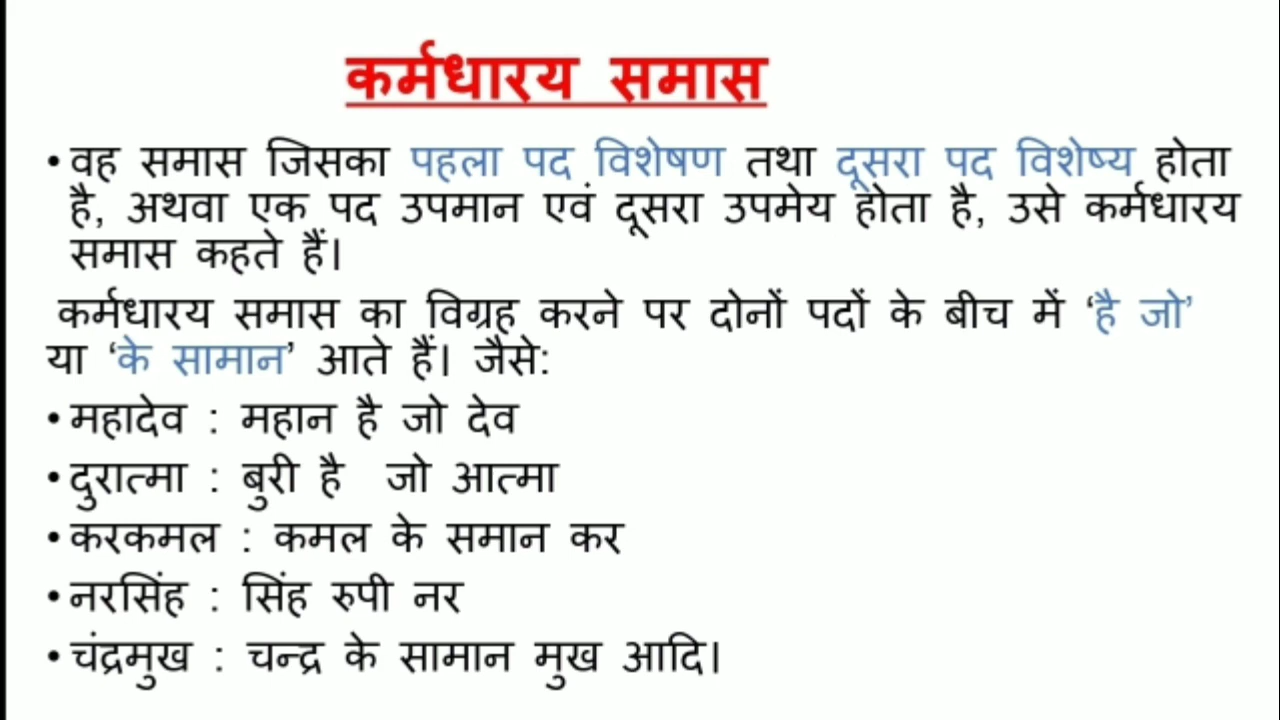 कर्मधारय समास
• वह समास जिसका पहला पद विशेषण तथा दूसरा पद विशेष्य होता
है, अथवा एक पद उपमान एवं दूसरा उपमेय होता है, उसे कर्मधारय
समास कहते हैं।
कर्मधारय समास का विग्रह करने पर दोनों पदों के बीच में ‘है जो’
या ‘के सामान’ आते हैं। जैसे:
• महादेव : महान है जो देव
• दुरात्मा : बुरी है जो आत्मा
• करकमल : कमल के समान कर
• नरसिंह : सिंह रुपी नर
• चंद्रमुख : चन्द्र के सामान मुख आदि।